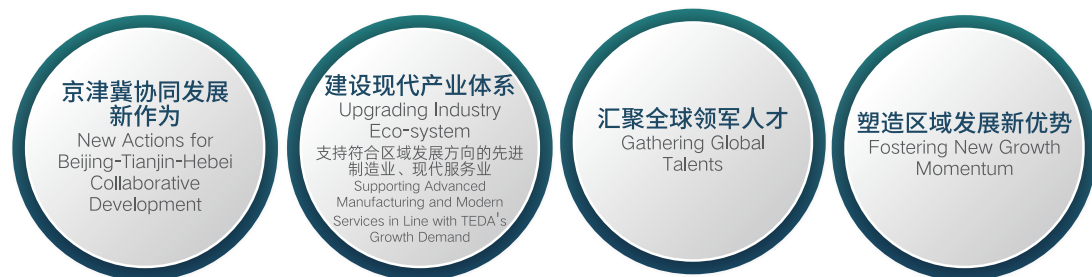 京津冀协同发展
新作为
New Actions for
Beijing-Tianjin-Hebei
Collaborative
Development
建设现代产业体系
Upgrading Industry
Eco-system
支持符合区域发展方向的先进
制造业、现代服务业
Supporting Advanced
Manufacturing and Modern
Services in Line with TEDA's
Growth Demand
汇聚全球领军人才
Gathering Global
Talents
塑造区域发展新优势
Fostering New Growth
Momentum